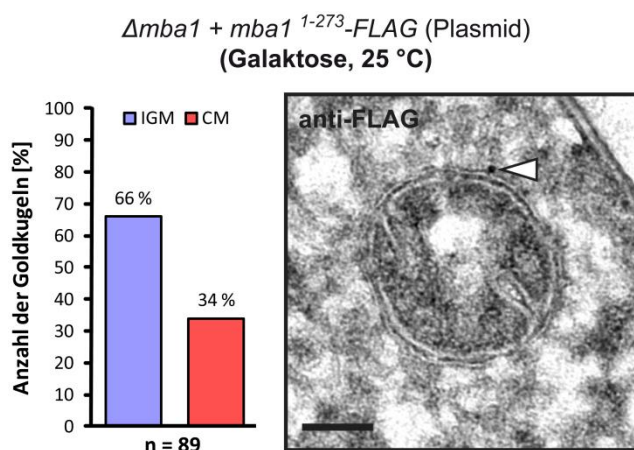 Δmba1 + mba1 1-273-FLAG (Plasmid)
(Galaktose, 25 °C)
Anzahl der Goldkugeln [%]
100
90
80
70
60
50
40
30
20
10
0
IGM CM
66 %
34 %
n = 89
anti-FLAG